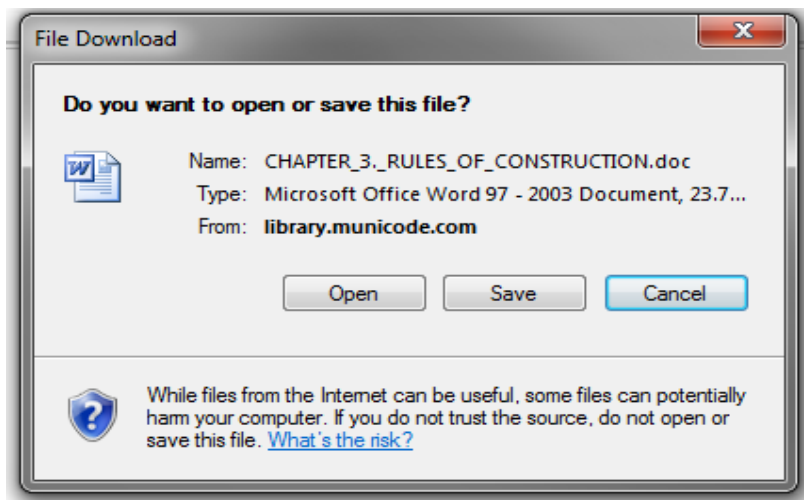 File Download
Do you want to open or save this file?
Name: CHAPTER_3._RULES_OF_CONSTRUCTION.doc
Type: Microsoft Office Word 97 - 2003 Document, 23.7...
From: library.municode.com
Open Save Cancel
While files from the Internet can be useful, some files can potentially
harm your computer. If you do not trust the source, do not open or
save this file. What's the risk?